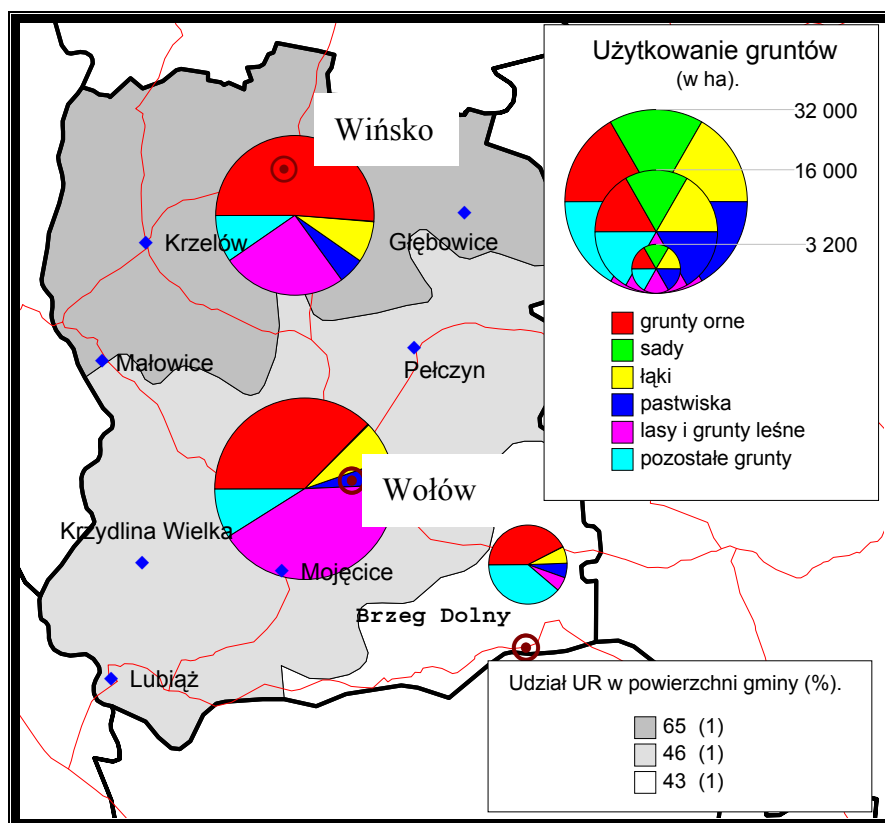 Użytkowanie gruntów
(w ha).
32 000
16 000
3 200
grunty orne
sady
łąki
pastwiska
lasy i grunty leśne
pozostałe grunty
Wińsko
Krzelów
Głębowice
Małowice
Pełczyn
Wołów
Krzydlina Wielka
Mojęcice
Brzeg Dolny
Lubiąż
Udział UR w powierzchni gminy (%).
65 (1)
46 (1)
43 (1)